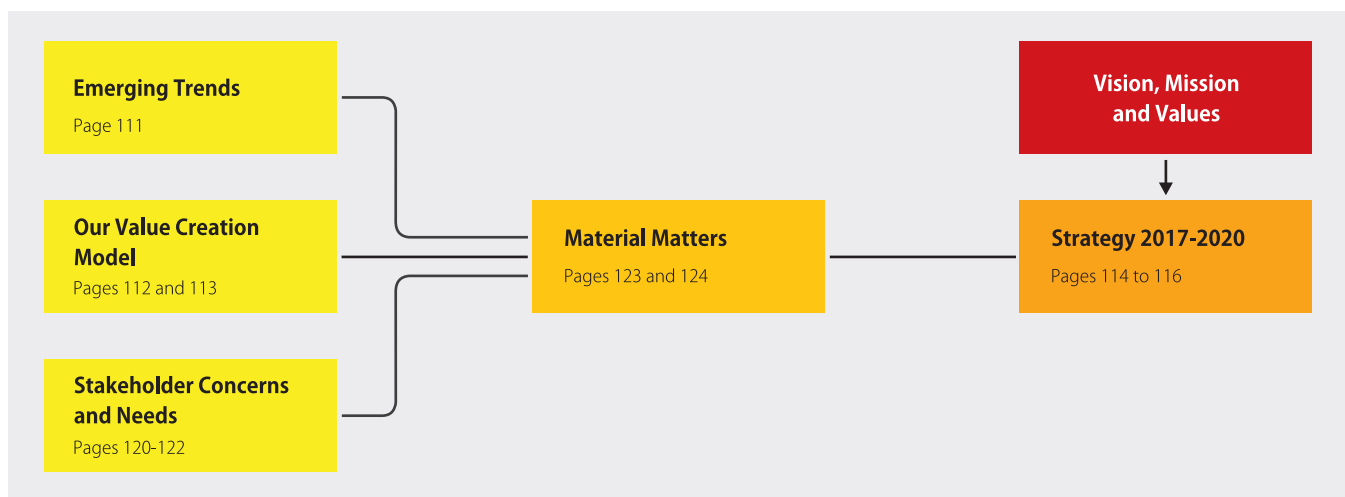 Emerging Trends
Page 111
Our Value Creation
Model
Pages 112 and 113
Stakeholder Concerns
and Needs
Pages 120-122
Material Matters
Pages 123 and 124
Vision, Mission
and Values
Strategy 2017-2020
Pages 114 to 116